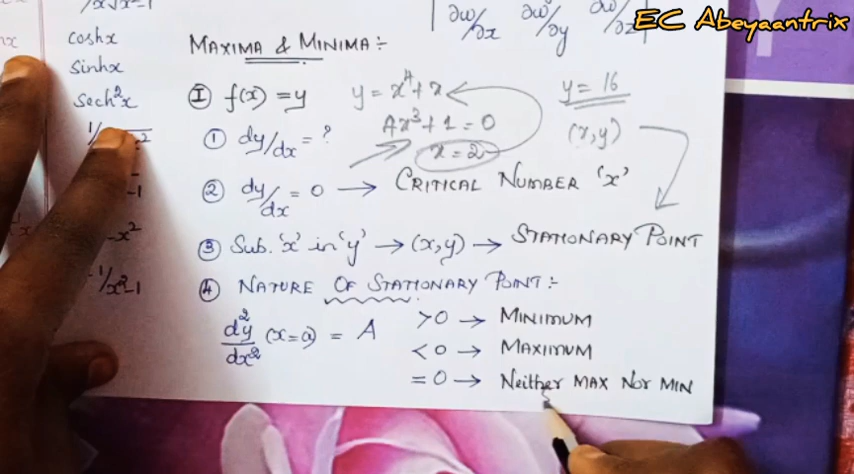 EC Abeyaantrix
∂ω/∂x ∂ω/∂y ∂ω/∂z
coshx
sinhx
sech²x
MAXIMA & MINIMA :-
Ⓘ f(x) = y
y = x⁴ + x
4x³ + 1 = 0
x = 2
y = 16
(x,y)
① dy/dx = ?
② dy/dx = 0 → CRITICAL NUMBER 'x'
③ Sub. 'x' in 'y' → (x,y) → STATIONARY POINT
④ NATURE OF STATIONARY POINT :-
d²y/dx² (x=a) = A
>0 → MINIMUM
<0 → MAXIMUM
=0 → Neither MAX Nor MIN